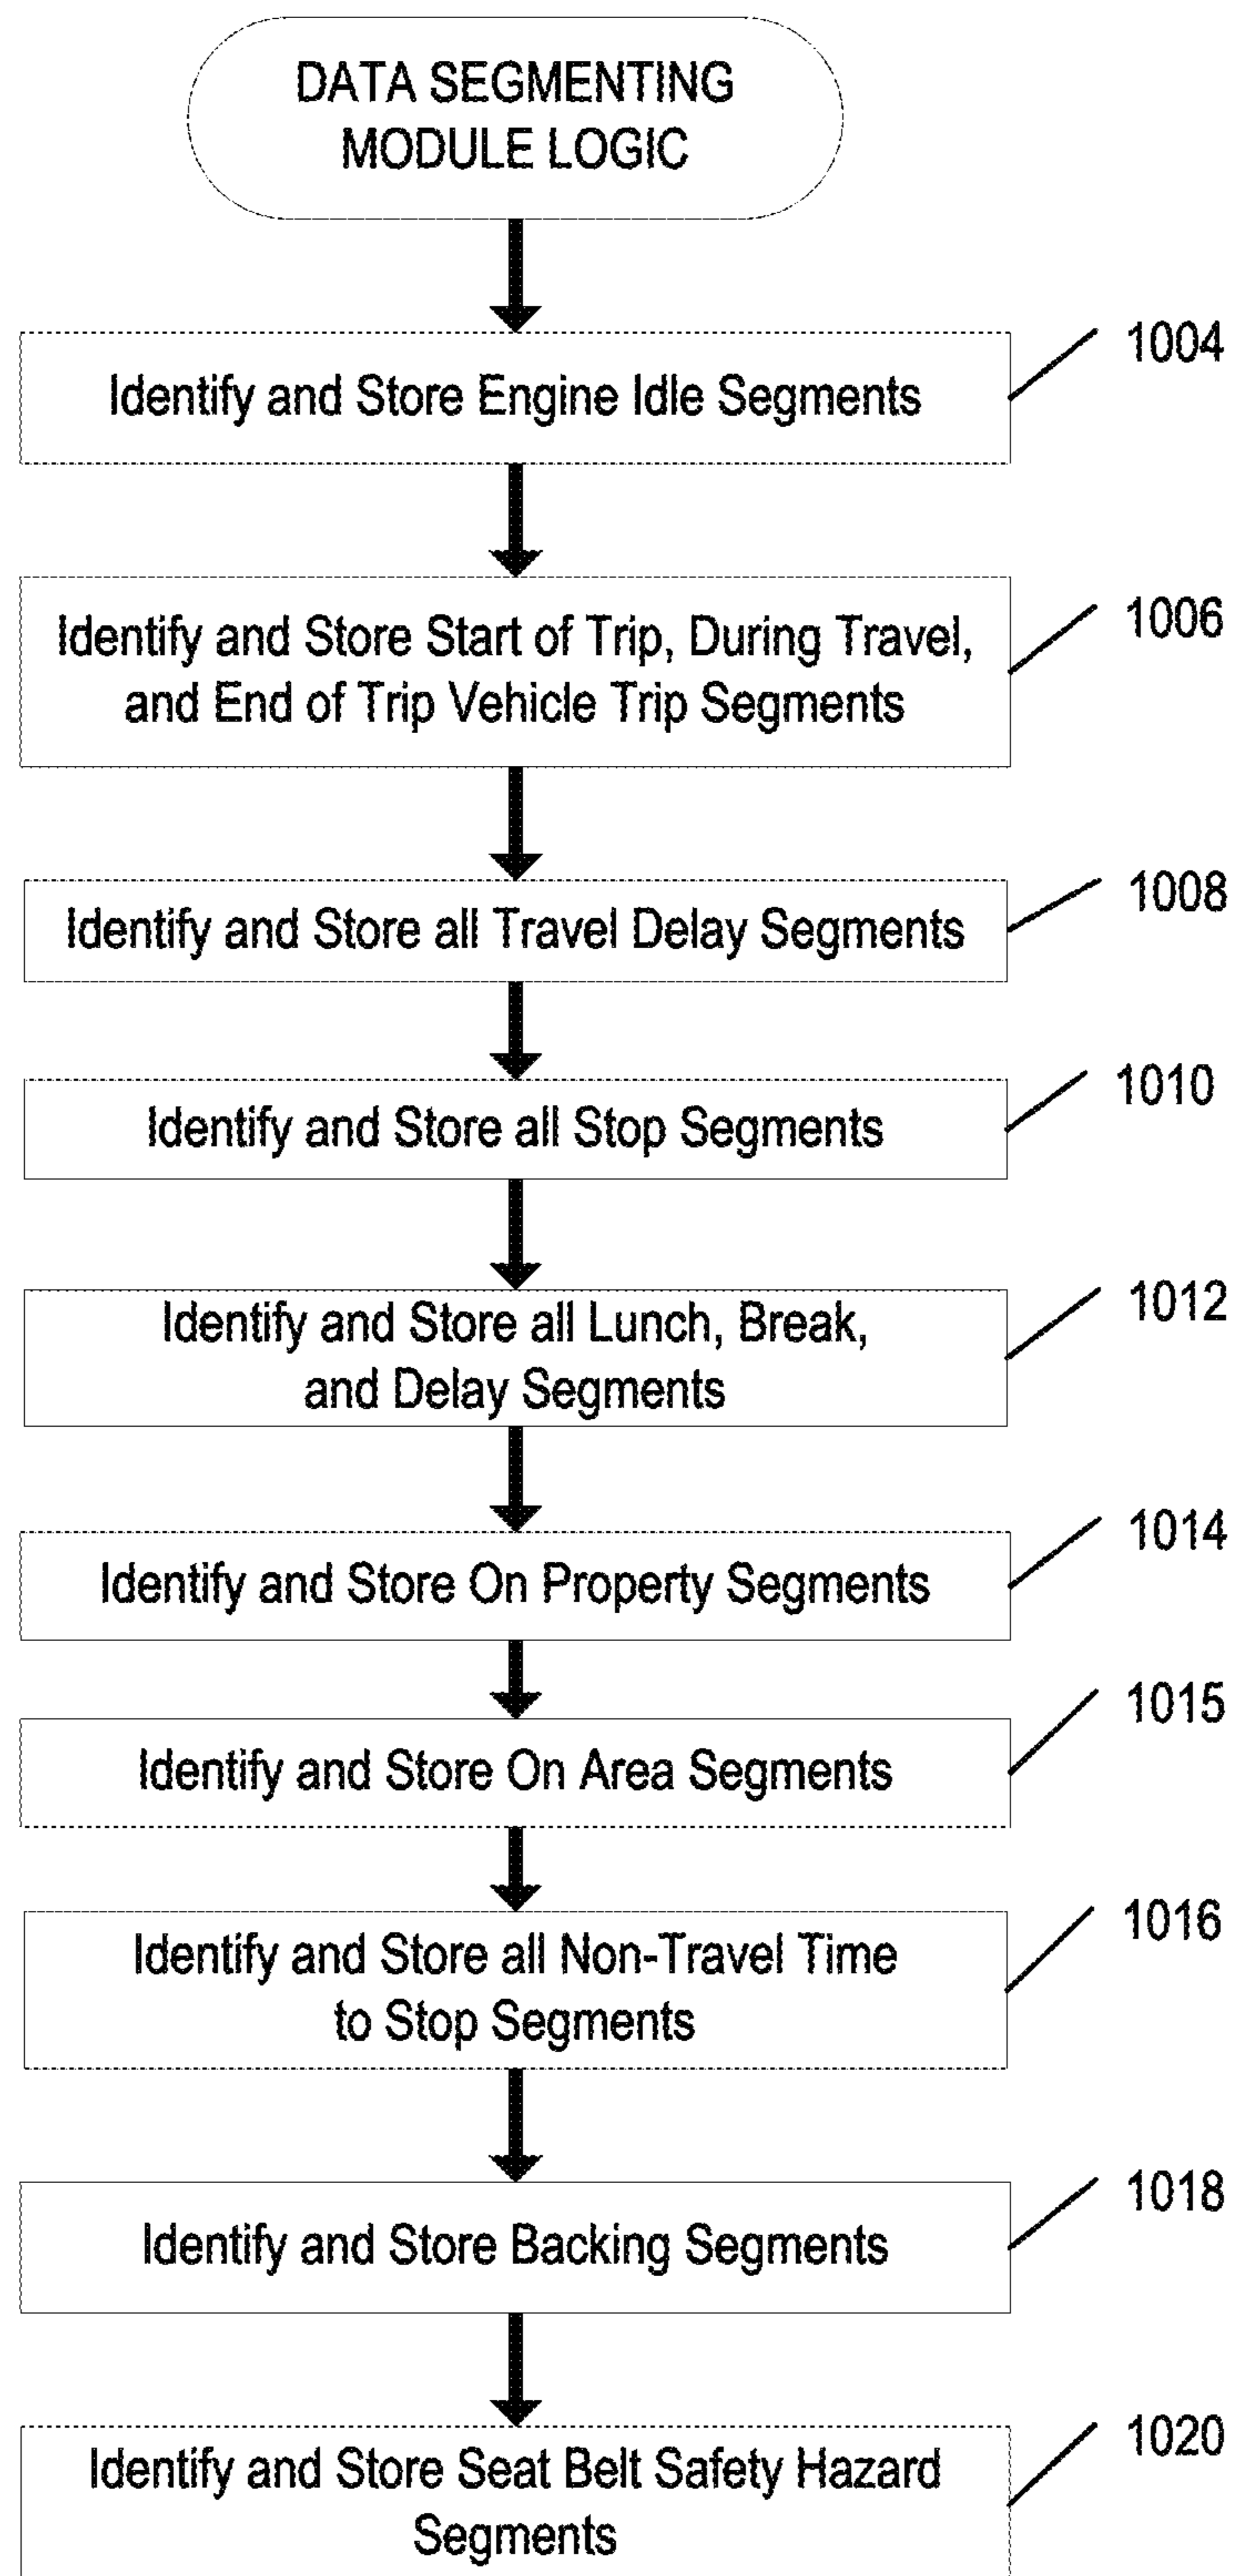 DATA SEGMENTING
MODULE LOGIC
1004
Identify and Store Engine Idle Segments
1006
Identify and Store Start of Trip, During Travel,
and End of Trip Vehicle Trip Segments
1008
Identify and Store all Travel Delay Segments
1010
Identify and Store all Stop Segments
1012
Identify and Store all Lunch, Break,
and Delay Segments
1014
Identify and Store On Property Segments
1015
Identify and Store On Area Segments
1016
Identify and Store all Non-Travel Time
to Stop Segments
1018
Identify and Store Backing Segments
1020
Identify and Store Seat Belt Safety Hazard
Segments